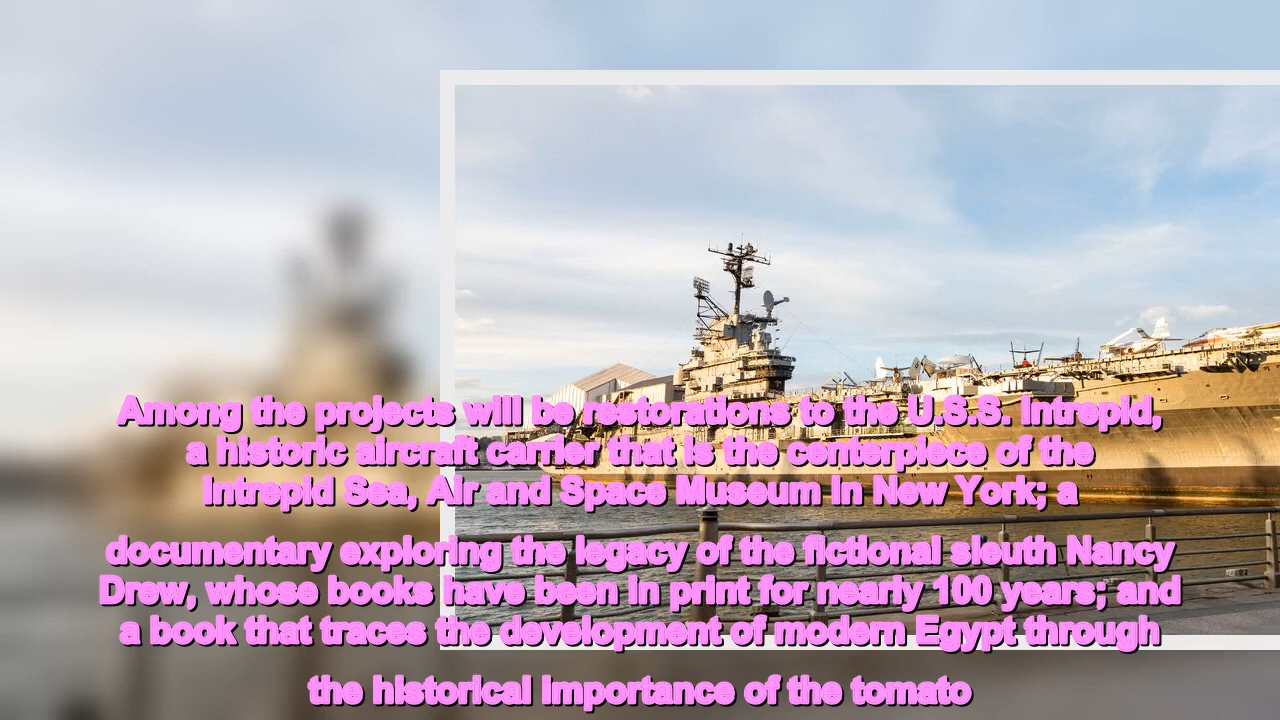 Among the projects will be restorations to the U.S.S. Intrepid,
a historic aircraft carrier that is the centerpiece of the
Intrepid Sea, Air and Space Museum in New York; a
documentary exploring the legacy of the fictional sleuth Nancy
Drew, whose books have been in print for nearly 100 years; and
a book that traces the development of modern Egypt through
the historical importance of the tomato